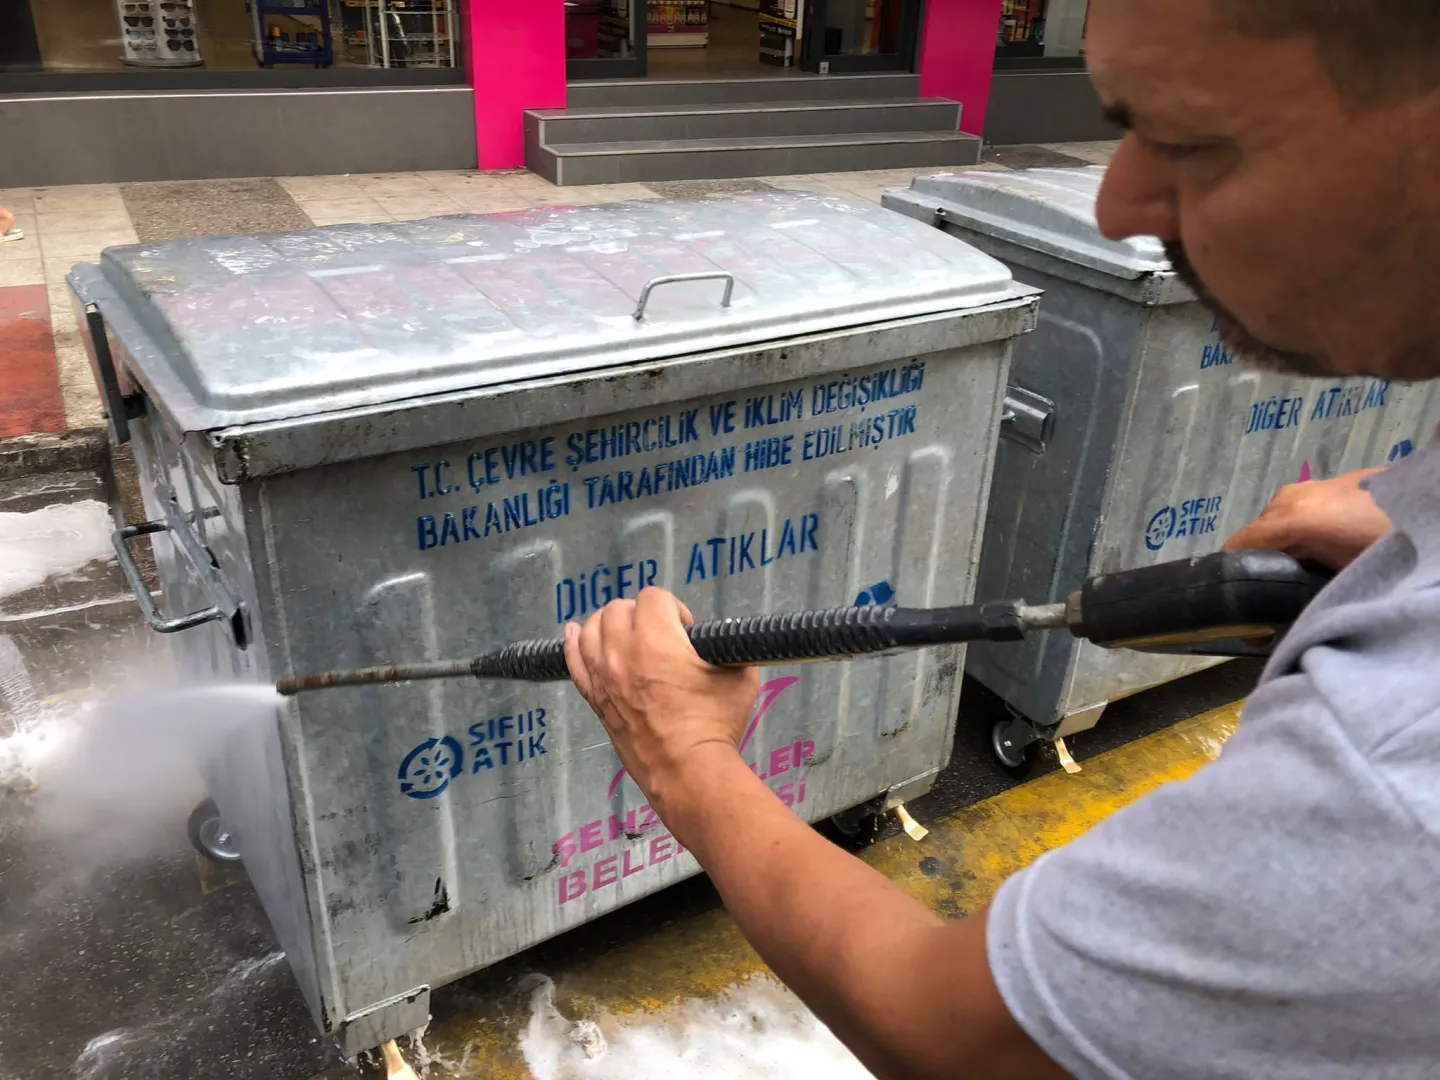 T.C. ÇEVRE ŞEHİRCİLİK VE İKLİM DEĞİŞİKLİĞİ
BAKANLIĞI TARAFINDAN HİBE EDİLMİŞTİR
DİĞER ATIKLAR
SIFIR
ATIK
DİĞER ATIKLAR
SIFIR
ATIK